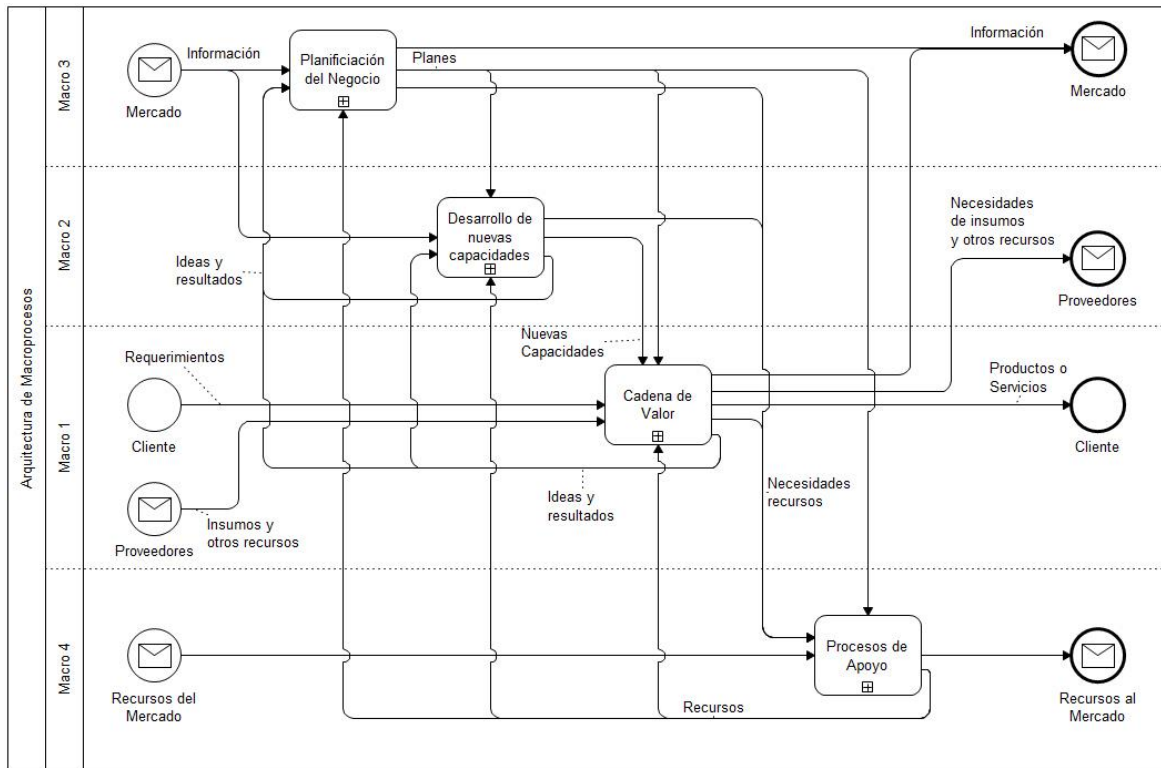 Arquitectura de Macroprocesos
Macro 3
Mercado
Información
Planificiación
del Negocio
Planes
Información
Mercado
Macro 2
Ideas y
resultados
Desarrollo de
nuevas
capacidades
Nuevas
Capacidades
Necesidades
de insumos
y otros recursos
Proveedores
Macro 1
Requerimientos
Cliente
Proveedores
Insumos y
otros recursos
Cadena de
Valor
Ideas y
resultados
Necesidades
recursos
Productos o
Servicios
Cliente
Macro 4
Recursos del
Mercado
Procesos de
Apoyo
Recursos
Recursos al
Mercado